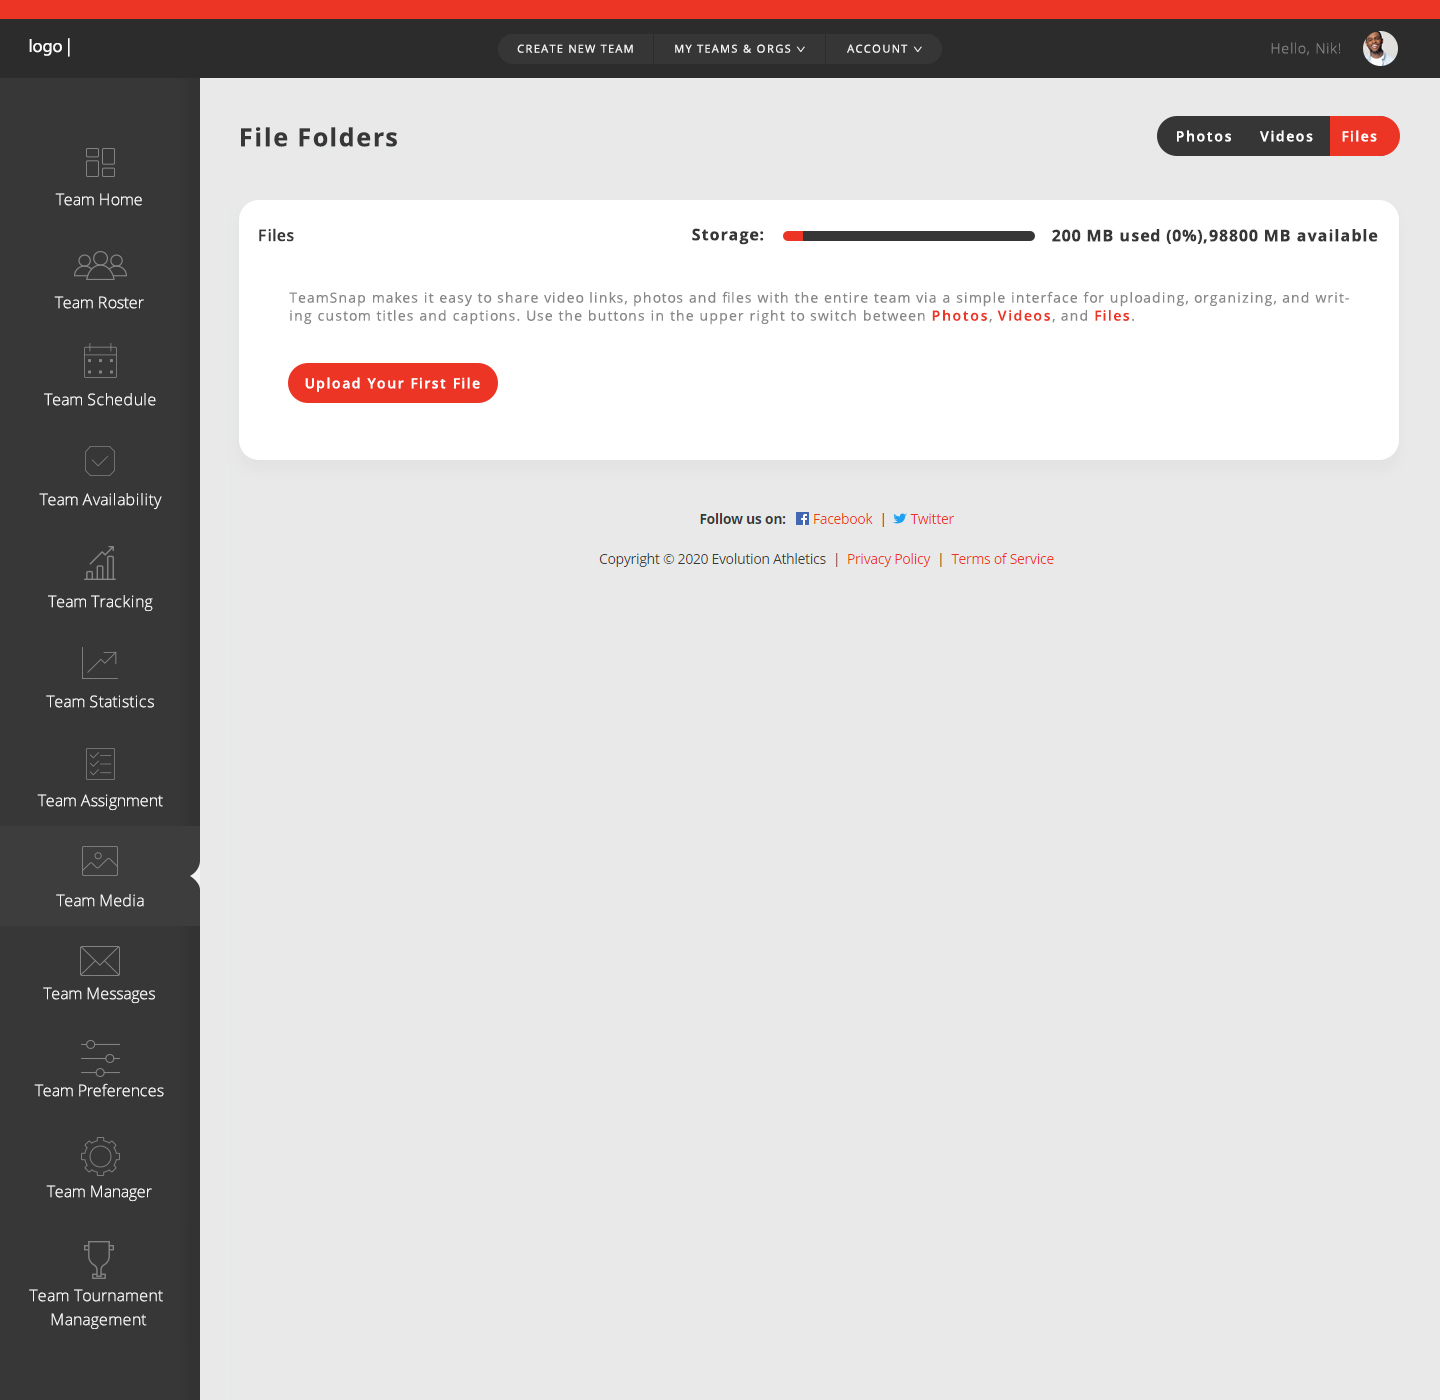 logo |
CREATE NEW TEAM
MY TEAMS & ORGS
ACCOUNT
Hello, Nik!
Team Home
Team Roster
Team Schedule
Team Availability
Team Tracking
Team Statistics
Team Assignment
Team Media
Team Messages
Team Preferences
Team Manager
Team Tournament
Management
File Folders
Photos
Videos
Files
Files
Storage:
200 MB used (0%),98800 MB available
TeamSnap makes it easy to share video links, photos and files with the entire team via a simple interface for uploading, organizing, and writ-
ing custom titles and captions. Use the buttons in the upper right to switch between Photos, Videos, and Files.
Upload Your First File
Follow us on: Facebook | Twitter
Copyright © 2020 Evolution Athletics | Privacy Policy | Terms of Service